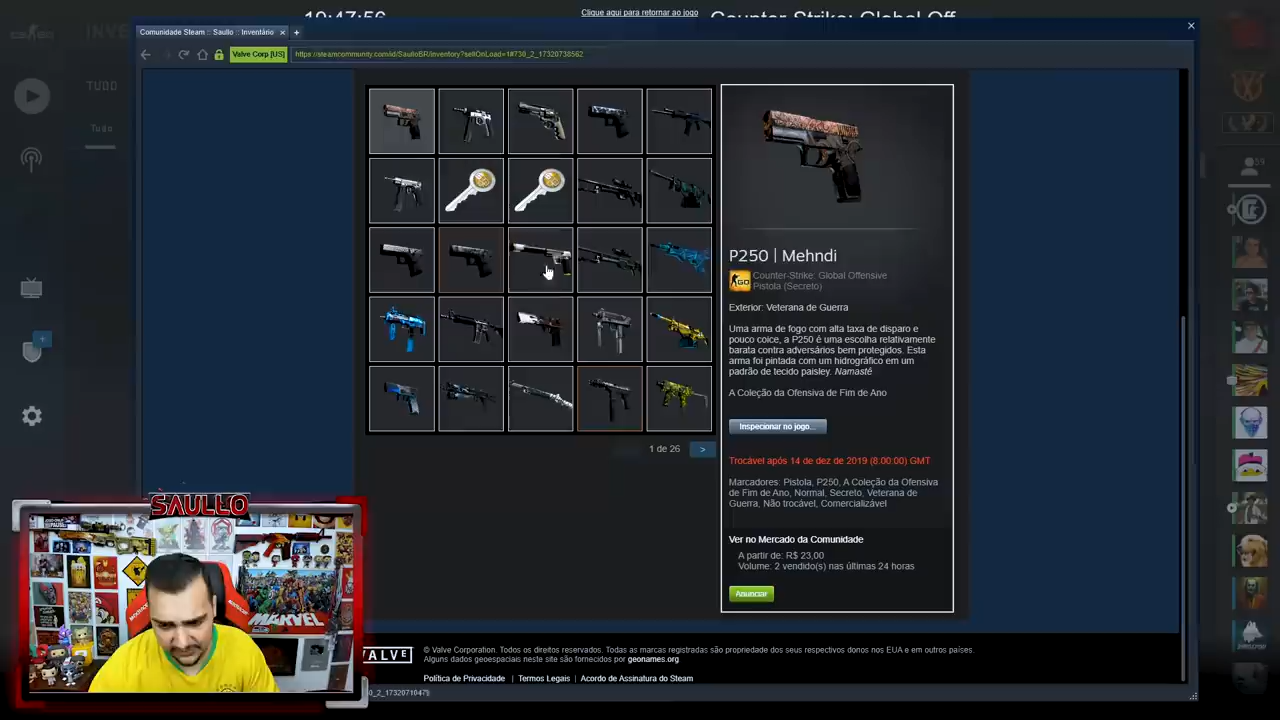 19:47:56
Clique aqui para retornar ao jogo
Counter-Strike: Global Off
INVE
Comunidade Steam :: Saullo :: Inventário
Valve Corp [US]
https://steamcommunity.com/id/SaulloBR/inventory?sellOnLoad=1#730_2_17320738562
TUDO
Tudo
P250 | Mehndi
Counter-Strike: Global Offensive
Pistola (Secreto)
Exterior: Veterana de Guerra
Uma arma de fogo com alta taxa de disparo e
pouco coice, a P250 é uma escolha relativamente
barata contra adversários bem protegidos. Esta
arma foi pintada com um hidrográfico em um
padrão de tecido paisley. Namastê
A Coleção da Ofensiva de Fim de Ano
Inspecionar no jogo...
1 de 26
>
Trocável após 14 de dez de 2019 (8:00:00) GMT
Marcadores: Pistola, P250, A Coleção da Ofensiva
de Fim de Ano, Normal, Secreto, Veterana de
Guerra, Não trocável, Comercializável
Ver no Mercado da Comunidade
A partir de: R$ 23,00
Volume: 2 vendido(s) nas últimas 24 horas
Anunciar
SAULLO
MARVEL
VALVE
© Valve Corporation. Todos os direitos reservados. Todas as marcas registradas são propriedade dos seus respectivos donos nos EUA e em outros países.
Alguns dados geoespaciais neste site são fornecidos por geonames.org
Política de Privacidade | Termos Legais | Acordo de Assinatura do Steam